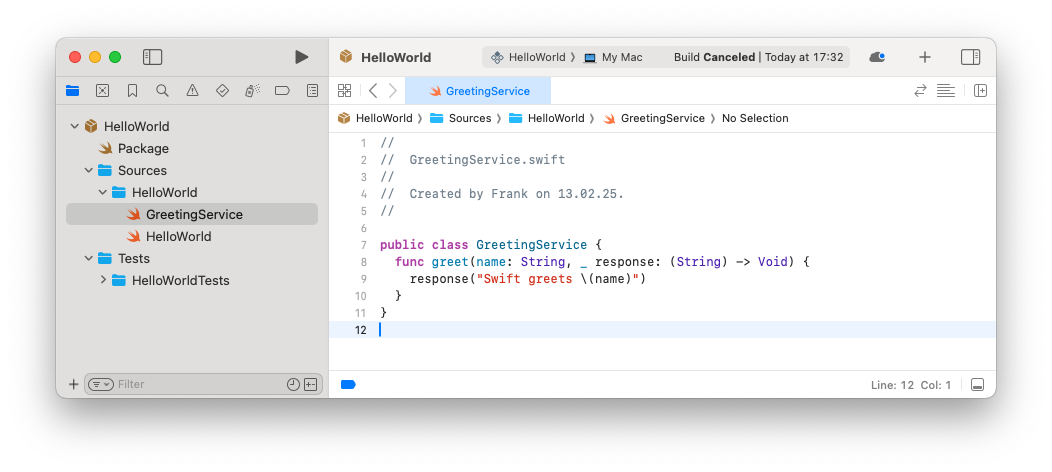 HelloWorld
HelloWorld
My Mac
Build Canceled | Today at 17:32
GreetingService
HelloWorld
Sources
HelloWorld
GreetingService
No Selection
HelloWorld
Package
Sources
HelloWorld
GreetingService
HelloWorld
Tests
HelloWorldTests
Filter
1 //
2 //  GreetingService.swift
3 //
4 //  Created by Frank on 13.02.25.
5 //
6
7 public class GreetingService {
8   func greet(name: String, _ response: (String) -> Void) {
9     response("Swift greets \(name)")
10   }
11 }
12
Line: 12  Col: 1